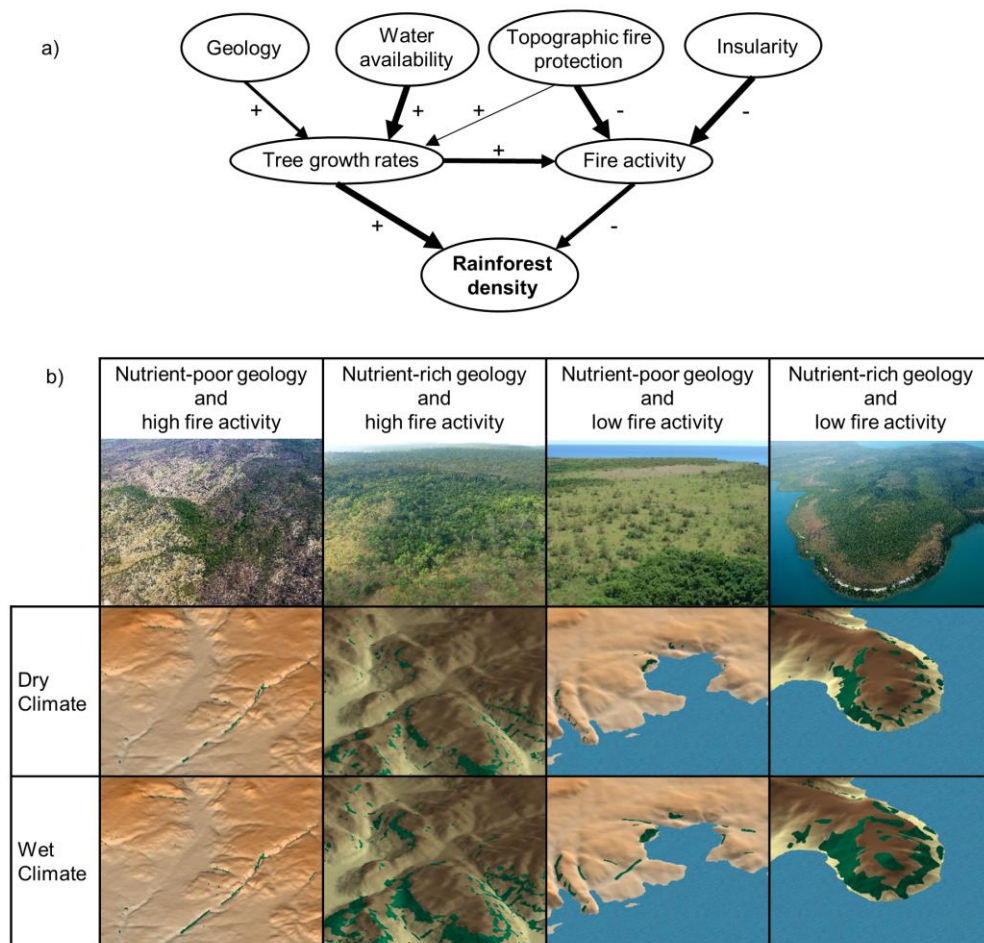 a)
Geology
Water
availability
Topographic fire
protection
Insularity
+
+
+
-
-
Tree growth rates
+
Fire activity
+
-
Rainforest
density
b)
Nutrient-poor geology
and
high fire activity
Nutrient-rich geology
and
high fire activity
Nutrient-poor geology
and
low fire activity
Nutrient-rich geology
and
low fire activity
Dry
Climate
Wet
Climate